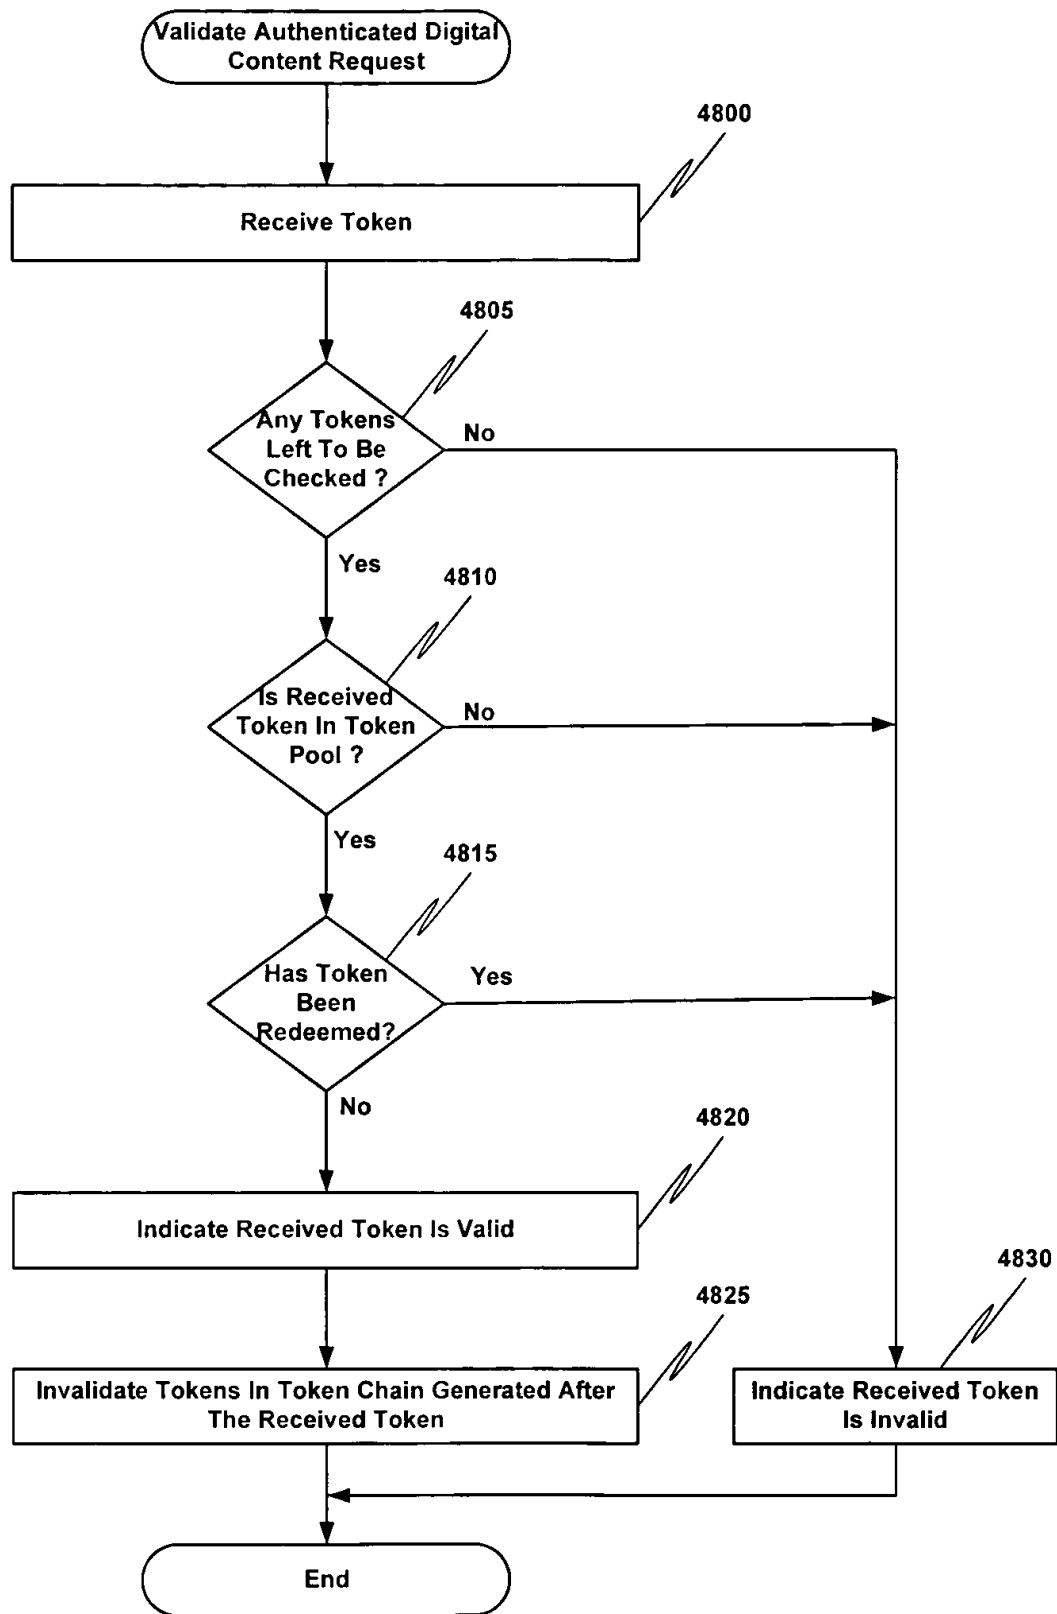 Validate Authenticated Digital
Content Request
4800
Receive Token
4805
Any Tokens
Left To Be
Checked ?
No
Yes
4810
Is Received
Token In Token
Pool ?
No
Yes
4815
Has Token
Been
Redeemed?
Yes
No
4820
Indicate Received Token Is Valid
4830
4825
Invalidate Tokens In Token Chain Generated After
The Received Token
Indicate Received Token
Is Invalid
End